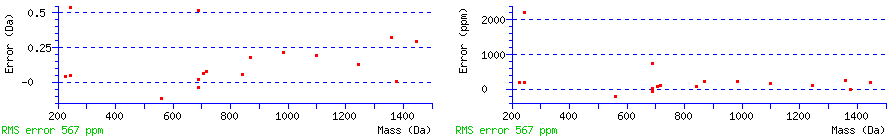 Error (Da)
0.5
0.25
-0
200 400 600 800 1000 1200 1400
RMS error 567 ppm
Mass (Da)
Error (ppm)
2000
1000
0
200 400 600 800 1000 1200 1400
RMS error 567 ppm
Mass (Da)